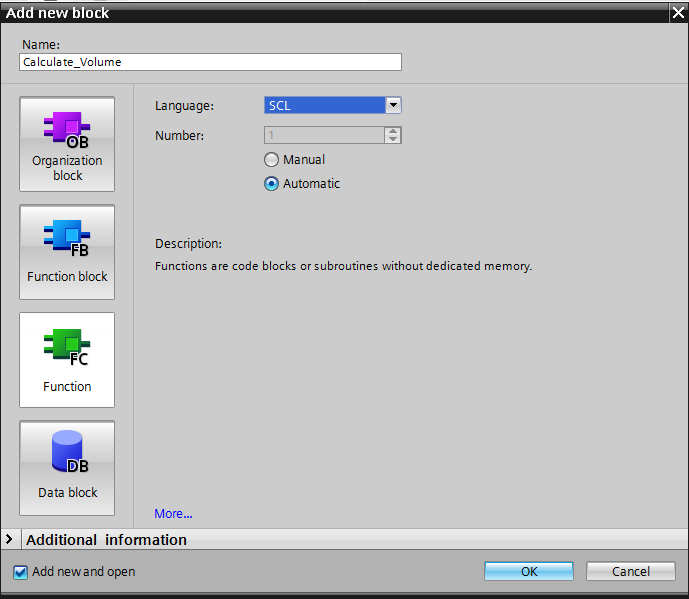 Add new block
Name:
Calculate_Volume
OB
Organization
block
FB
Function block
FC
Function
DB
Data block
Language:
SCL
Number:
1
Manual
Automatic
Description:
Functions are code blocks or subroutines without dedicated memory.
More...
Additional information
Add new and open
OK
Cancel